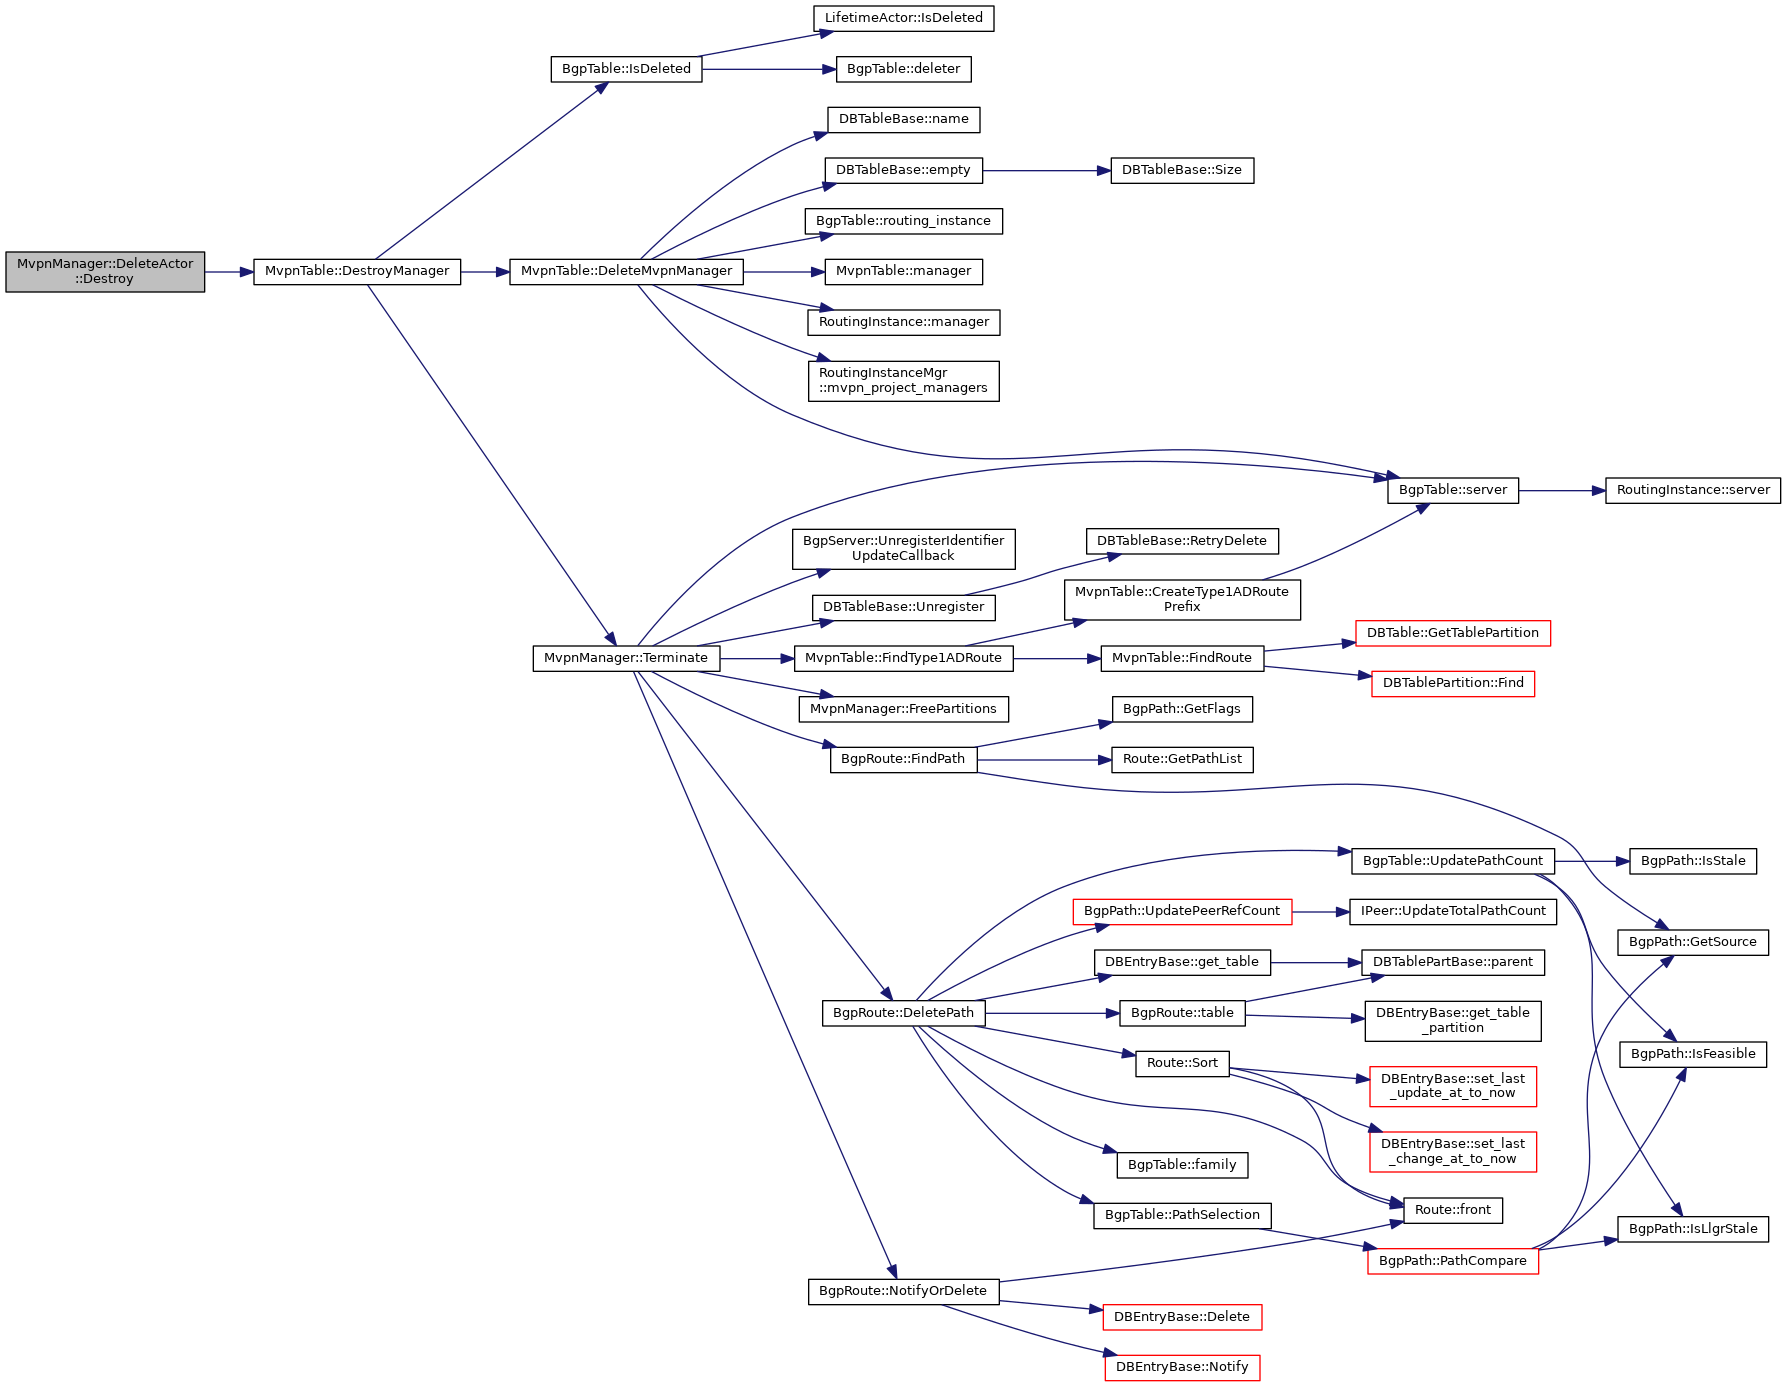 LifetimeActor::IsDeleted
BgpTable::IsDeleted
BgpTable::deleter
DBTableBase::name
DBTableBase::empty
DBTableBase::Size
BgpTable::routing_instance
MvpnManager::DeleteActor
::Destroy
MvpnTable::DestroyManager
MvpnTable::DeleteMvpnManager
MvpnTable::manager
RoutingInstance::manager
RoutingInstanceMgr
::mvpn_project_managers
BgpTable::server
RoutingInstance::server
BgpServer::UnregisterIdentifier
UpdateCallback
DBTableBase::RetryDelete
DBTableBase::Unregister
MvpnTable::CreateType1ADRoute
Prefix
DBTable::GetTablePartition
MvpnManager::Terminate
MvpnTable::FindType1ADRoute
MvpnTable::FindRoute
DBTablePartition::Find
MvpnManager::FreePartitions
BgpPath::GetFlags
BgpRoute::FindPath
Route::GetPathList
BgpTable::UpdatePathCount
BgpPath::IsStale
BgpPath::UpdatePeerRefCount
IPeer::UpdateTotalPathCount
BgpPath::GetSource
DBEntryBase::get_table
DBTablePartBase::parent
BgpRoute::DeletePath
BgpRoute::table
DBEntryBase::get_table
_partition
BgpPath::IsFeasible
Route::Sort
DBEntryBase::set_last
_update_at_to_now
DBEntryBase::set_last
_change_at_to_now
BgpTable::family
Route::front
BgpTable::PathSelection
BgpPath::IsLlgrStale
BgpPath::PathCompare
BgpRoute::NotifyOrDelete
DBEntryBase::Delete
DBEntryBase::Notify